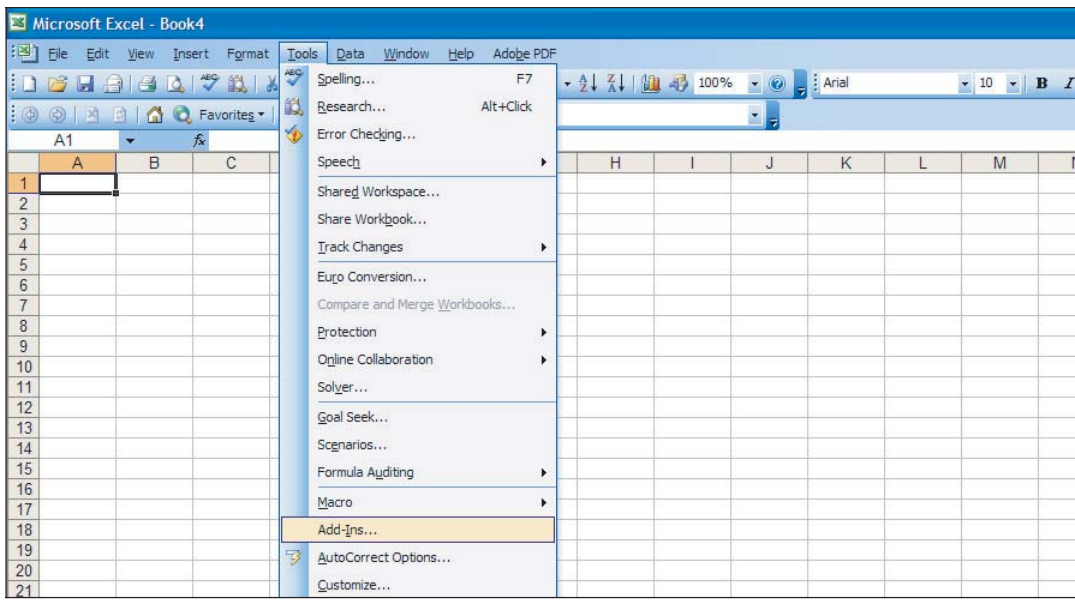 Microsoft Excel - Book4
File Edit View Insert Format Tools Data Window Help Adobe PDF
100% Arial 10 B I
Favorites
A1 fx
A B C H I J K L M
Spelling... F7
Research... Alt+Click
Error Checking...
Speech
Shared Workspace...
Share Workbook...
Track Changes
Euro Conversion...
Compare and Merge Workbooks...
Protection
Online Collaboration
Solver...
Goal Seek...
Scenarios...
Formula Auditing
Macro
Add-Ins...
AutoCorrect Options...
Customize...
1
2
3
4
5
6
7
8
9
10
11
12
13
14
15
16
17
18
19
20
21